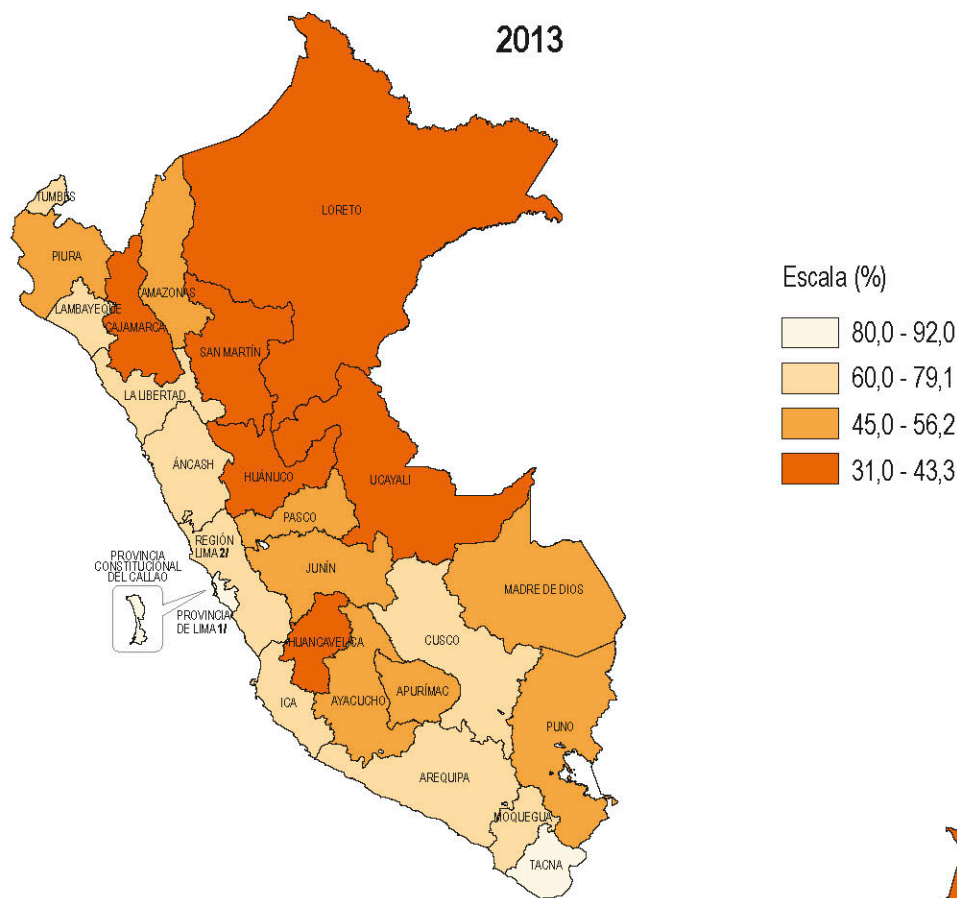 2013
LORETO
TUMBES
PIURA
AMAZONAS
LAMBAYEQUE
CAJAMARCA
SAN MARTÍN
LA LIBERTAD
ÁNCASH
HUÁNUCO
UCAYALI
PASCO
REGIÓN
LIMA 2/
PROVINCIA
CONSTITUCIONAL
DEL CALLAO
JUNÍN
MADRE DE DIOS
PROVINCIA
DE LIMA 1/
HUANCAVELICA
CUSCO
ICA
AYACUCHO
APURÍMAC
PUNO
AREQUIPA
MOQUEGUA
TACNA
Escala (%)
80,0 - 92,0
60,0 - 79,1
45,0 - 56,2
31,0 - 43,3